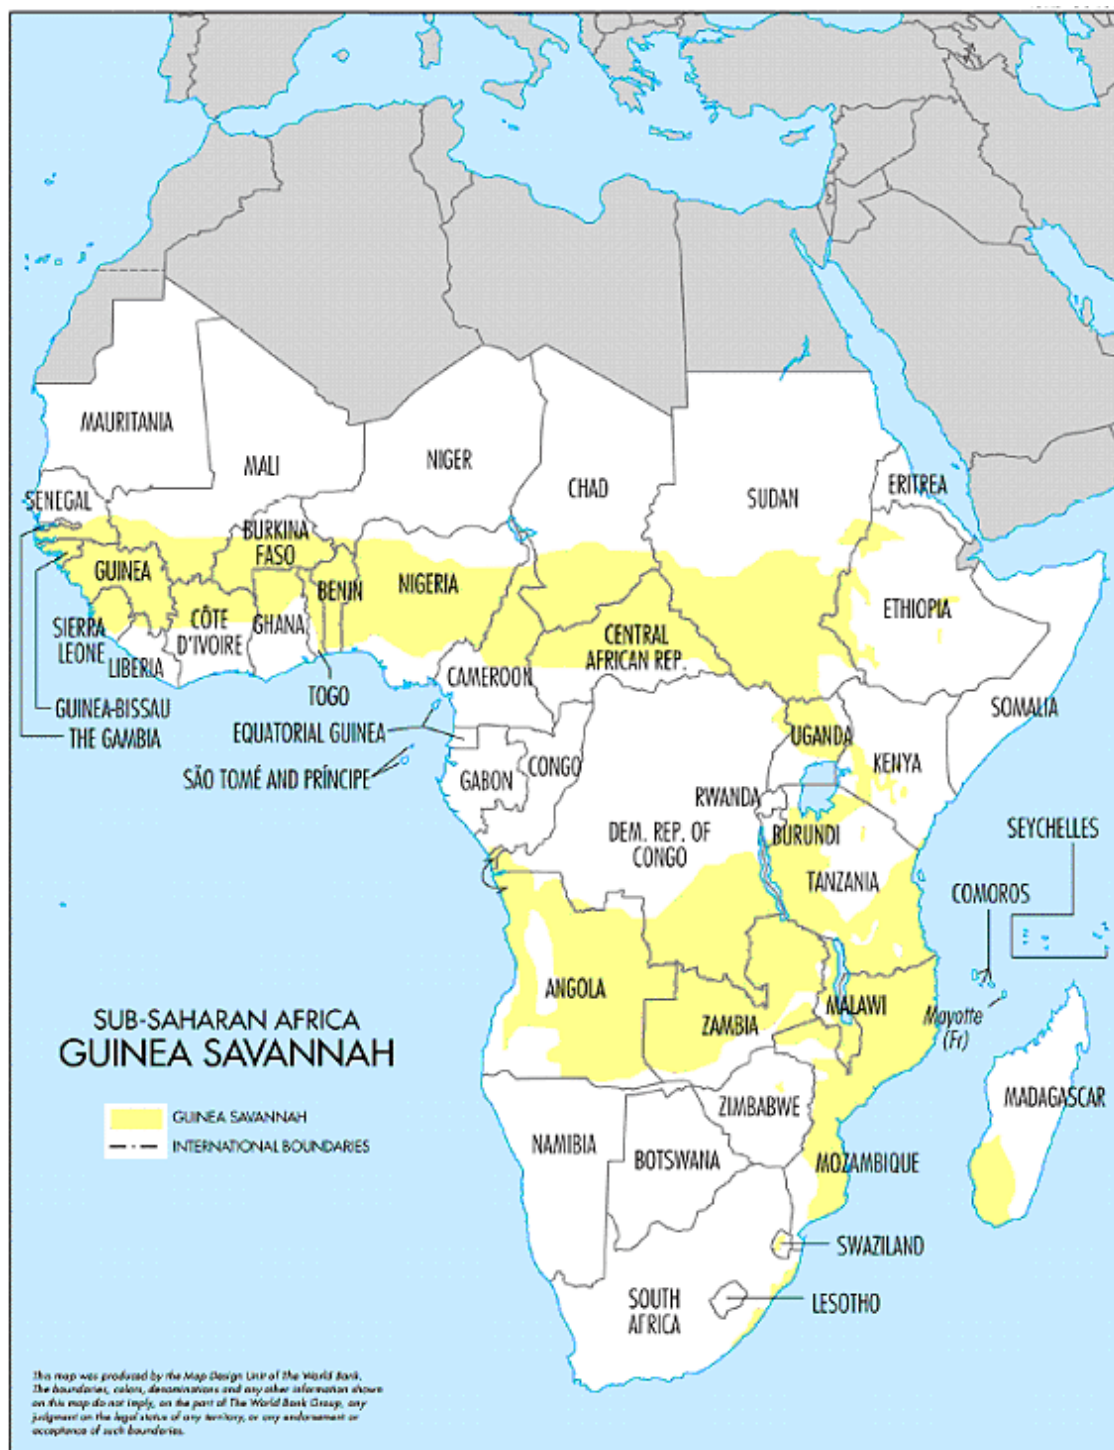 MAURITANIA
MALI
NIGER
CHAD
SUDAN
ERITREA
SENEGAL
BURKINA
FASO
GUINEA
BENIN
NIGERIA
ETHIOPIA
SIERRA
LEONE
LIBERIA
CÔTE
D'IVOIRE
GHANA
CENTRAL
AFRICAN REP.
CAMEROON
TOGO
GUINEA-BISSAU
THE GAMBIA
EQUATORIAL GUINEA
SÃO TOMÉ AND PRÍNCIPE
GABON
CONGO
UGANDA
KENYA
SOMALIA
RWANDA
BURUNDI
DEM. REP. OF
CONGO
TANZANIA
SEYCHELLES
COMOROS
ANGOLA
ZAMBIA
MALAWI
Mayotte
(Fr)
SUB-SAHARAN AFRICA
GUINEA SAVANNAH
GUINEA SAVANNAH
INTERNATIONAL BOUNDARIES
ZIMBABWE
MADAGASCAR
NAMIBIA
BOTSWANA
MOZAMBIQUE
SWAZILAND
LESOTHO
SOUTH
AFRICA
This map was produced by the Map Design Unit of The World Bank.
The boundaries, colors, denominations and any other information shown
on this map do not imply, on the part of The World Bank Group, any
judgment on the legal status of any territory, or any endorsement or
acceptance of such boundaries.